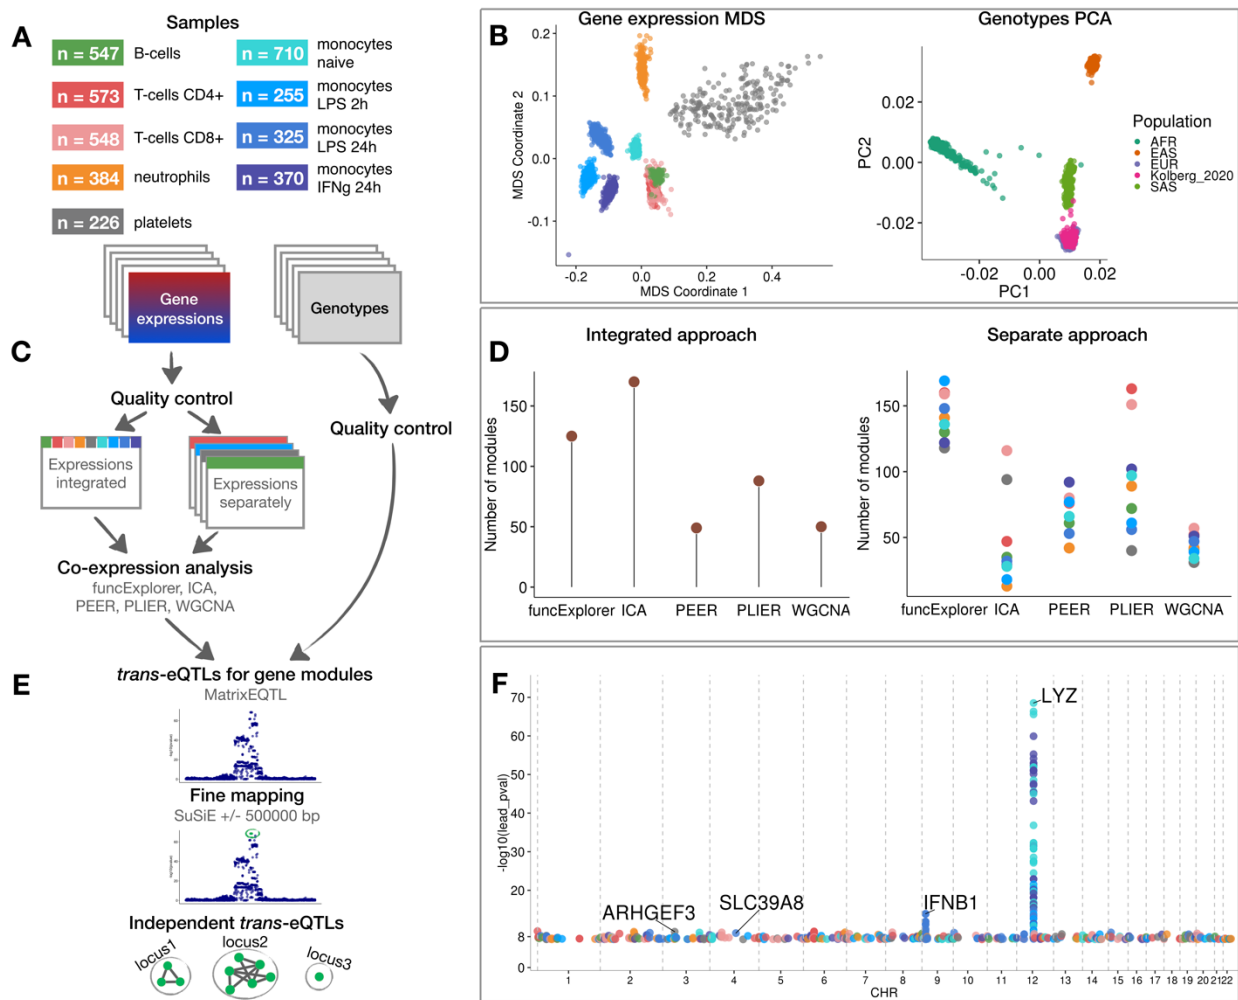 A
Samples
n = 547 B-cells
n = 573 T-cells CD4+
n = 548 T-cells CD8+
n = 384 neutrophils
n = 226 platelets
n = 710 monocytes
naive
n = 255 monocytes
LPS 2h
n = 325 monocytes
LPS 24h
n = 370 monocytes
IFNg 24h
Gene
expressions
Genotypes
B
Gene expression MDS
0.2
0.1
0.0
-0.1
MDS Coordinate 2
-0.2 0.0 0.2 0.4
MDS Coordinate 1
Genotypes PCA
0.02
0.00
-0.02
PC2
-0.02 0.00 0.02
PC1
Population
AFR
EAS
EUR
Kolberg_2020
SAS
C
Quality control
Quality control
Expressions
integrated
Expressions
separately
Co-expression analysis
funcExplorer, ICA,
PEER, PLIER, WGCNA
D
Integrated approach
150
100
50
0
Number of modules
funcExplorer ICA PEER PLIER WGCNA
Separate approach
150
100
50
Number of modules
funcExplorer ICA PEER PLIER WGCNA
E
trans-eQTLs for gene modules
MatrixEQTL
Fine mapping
SuSiE +/- 500000 bp
Independent trans-eQTLs
locus1
locus2
locus3
F
70
60
50
40
30
20
8
0
-log10(lead_pval)
LYZ
ARHGEF3
SLC39A8
IFNB1
1 2 3 4 5 6 7 8 9 10 11 12 13 14 15 16 17 18 19 20 21 22
CHR